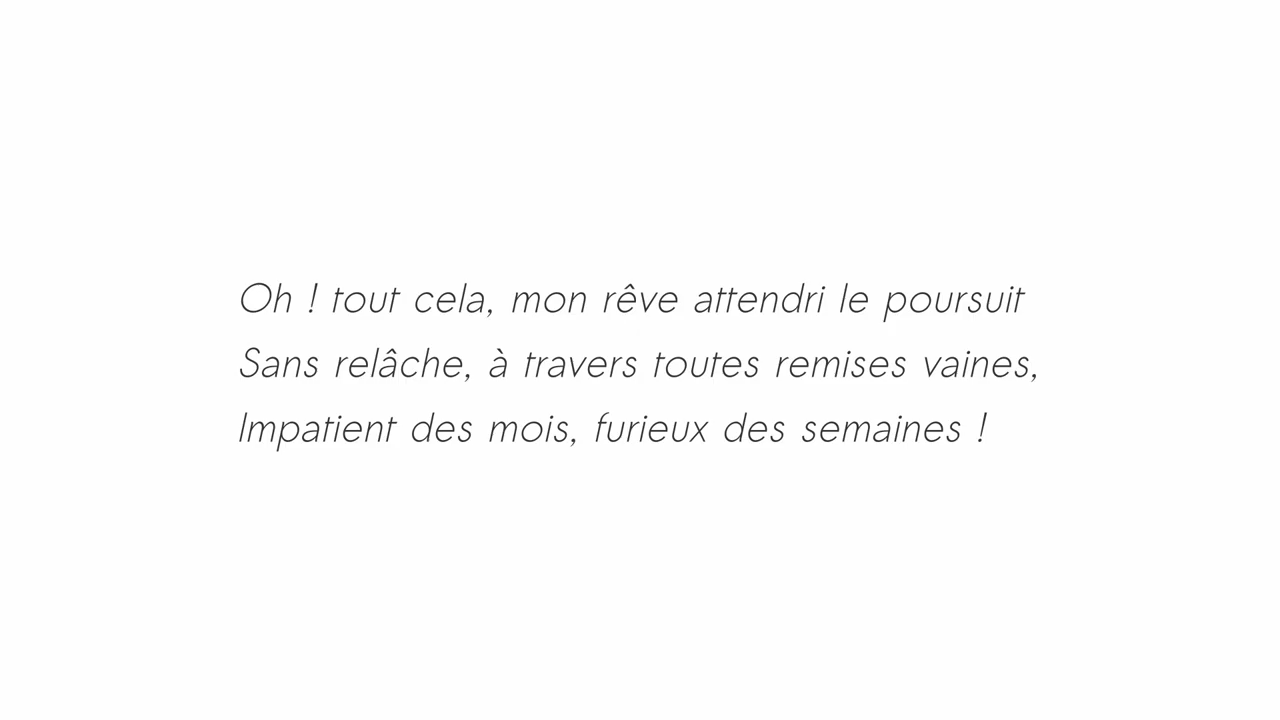 Oh ! tout cela, mon rêve attendri le poursuit
Sans relâche, à travers toutes remises vaines,
Impatient des mois, furieux des semaines !